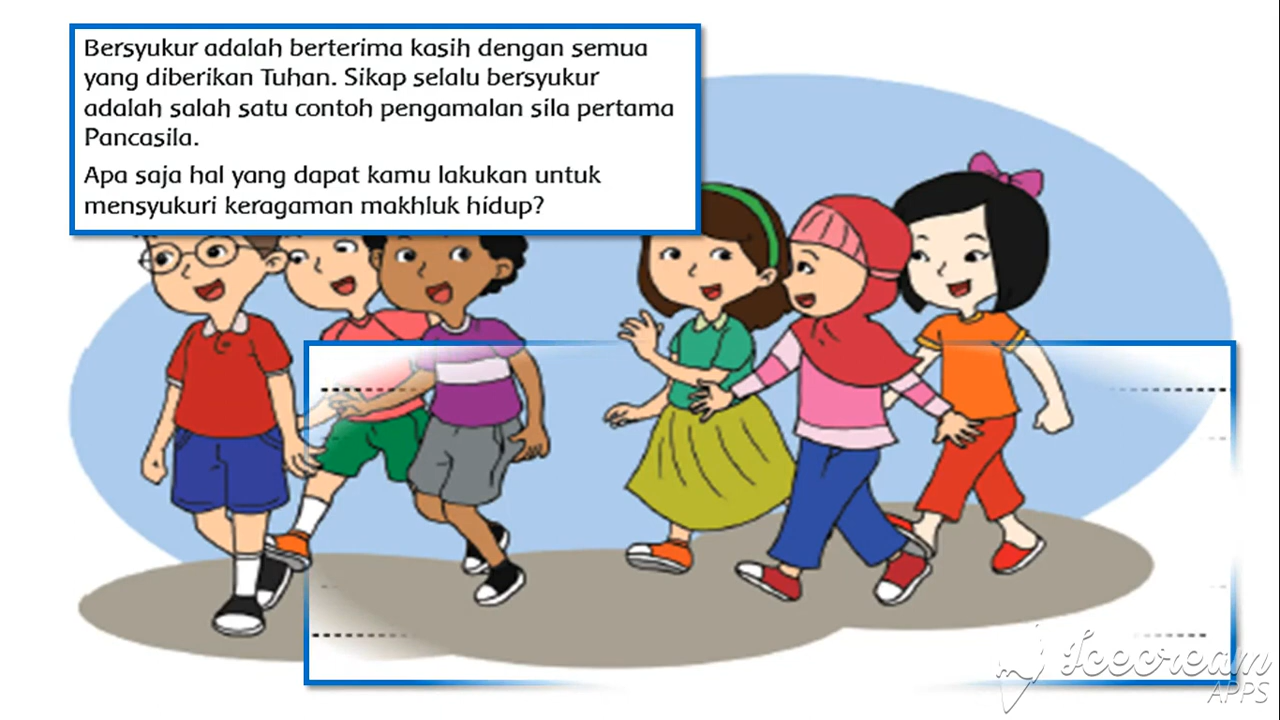 Bersyukur adalah berterima kasih dengan semua
yang diberikan Tuhan. Sikap selalu bersyukur
adalah salah satu contoh pengamalan sila pertama
Pancasila.
Apa saja hal yang dapat kamu lakukan untuk
mensyukuri keragaman makhluk hidup?
Icecream
APPS